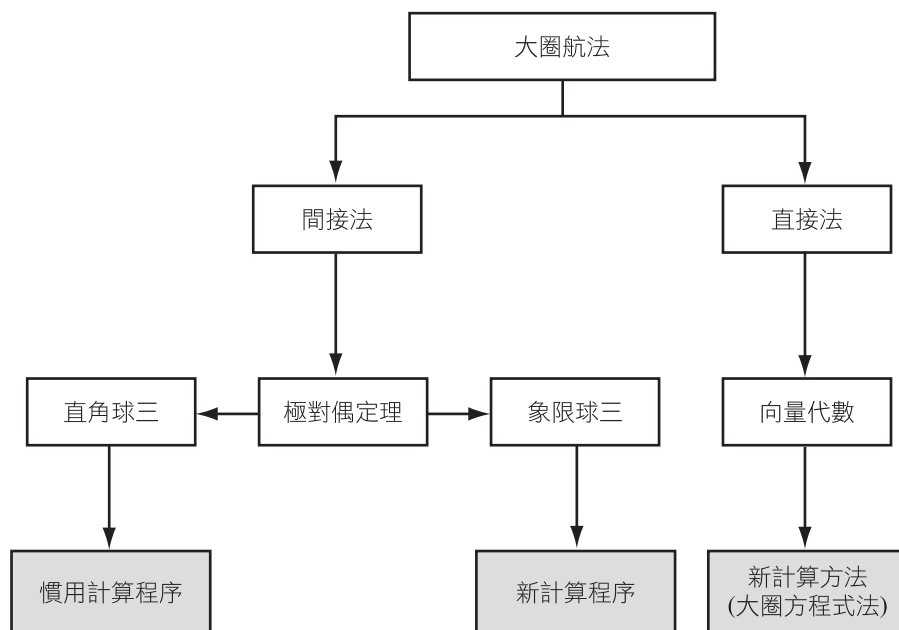 大圈航法
間接法
直接法
直角球三
極對偶定理
象限球三
向量代數
慣用計算程序
新計算程序
新計算方法
(大圈方程式法)